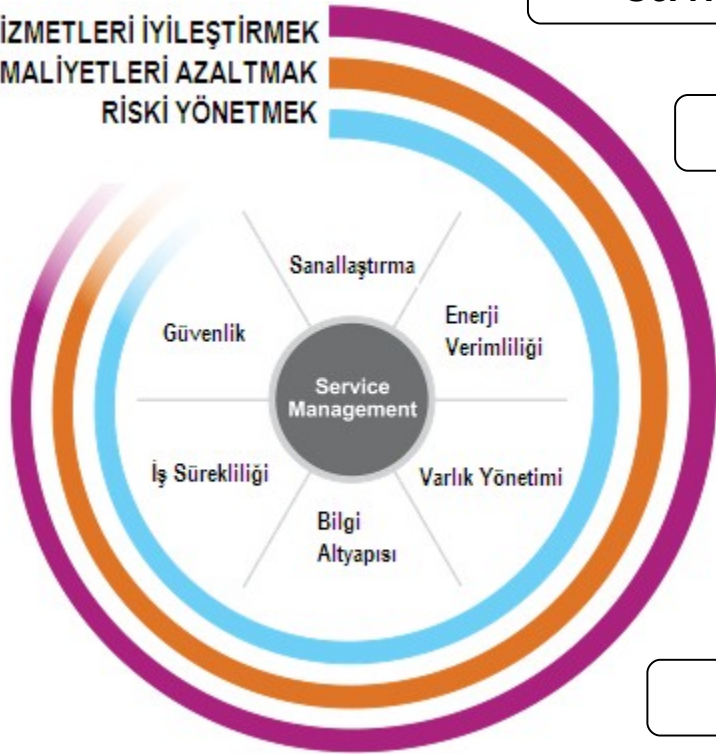 İZMETLERİ İYİLEŞTİRMEK
MALİYETLERİ AZALTMAK
RİSKİ YÖNETMEK
Sanallaştırma
Enerji
Verimliliği
Güvenlik
Service
Management
İş Sürekliliği
Varlık Yönetimi
Bilgi
Altyapısı